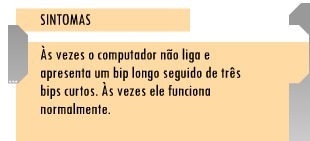 SINTOMAS
Às vezes o computador não liga e
apresenta um bip longo seguido de três
bips curtos. Às vezes ele funciona
normalmente.